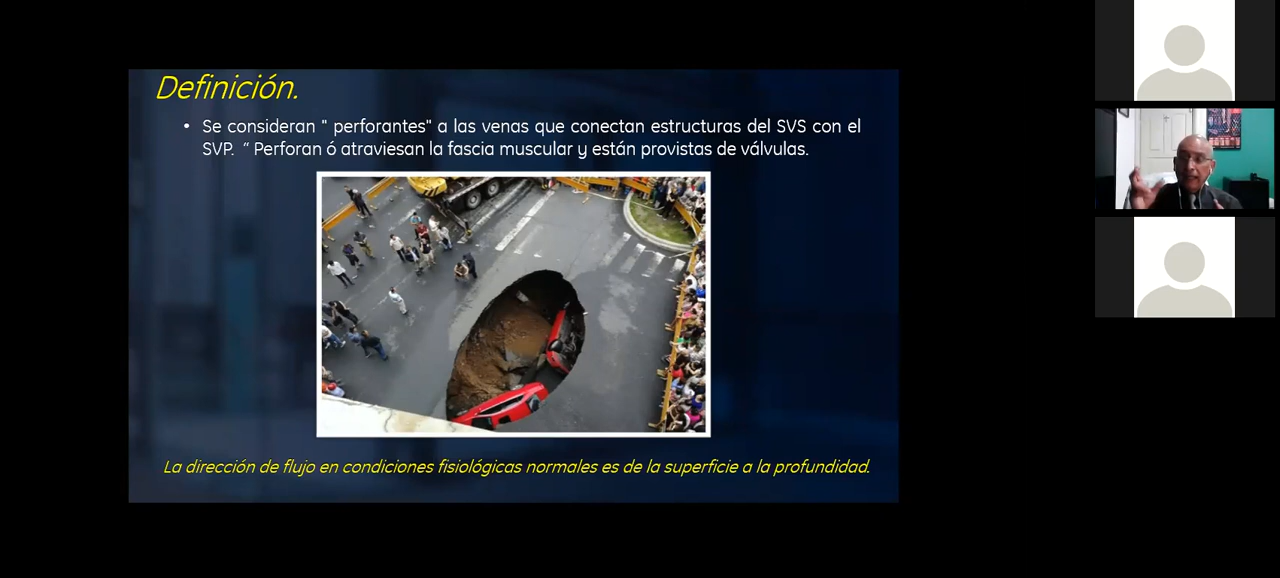 Definición.
• Se consideran " perforantes" a las venas que conectan estructuras del SVS con el
SVP. “ Perforan ó atraviesan la fascia muscular y están provistas de válvulas.
La dirección de flujo en condiciones fisiológicas normales es de la superficie a la profundidad.